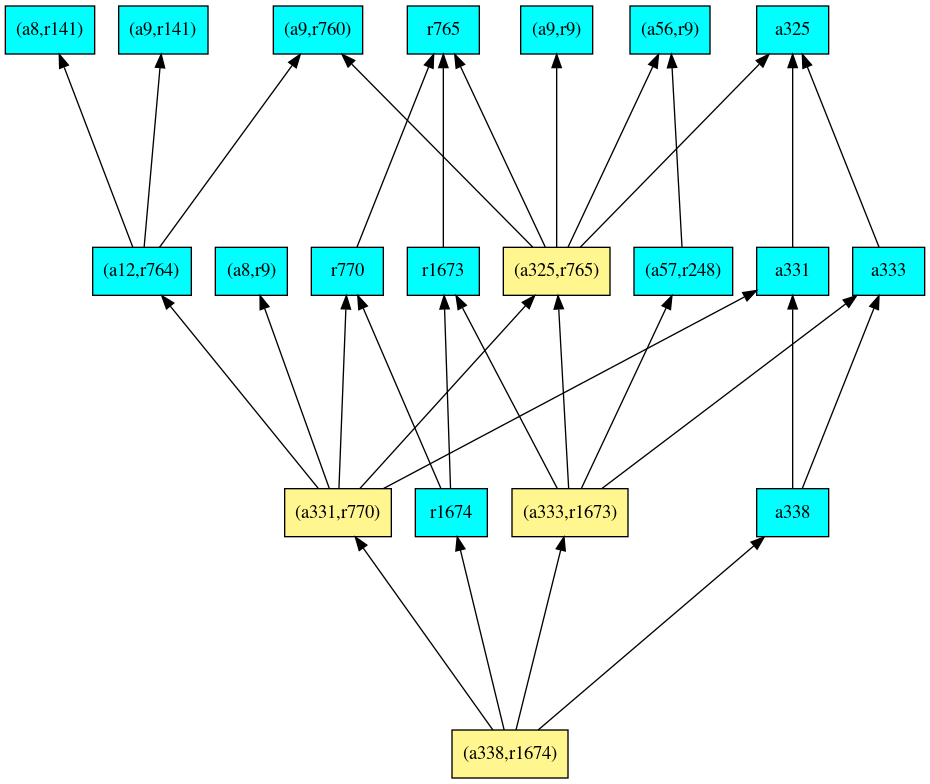 (a8,r141)
(a9,r141)
(a9,r760)
r765
(a9,r9)
(a56,r9)
a325
(a12,r764)
(a8,r9)
r770
r1673
(a325,r765)
(a57,r248)
a331
a333
(a331,r770)
r1674
(a333,r1673)
a338
(a338,r1674)